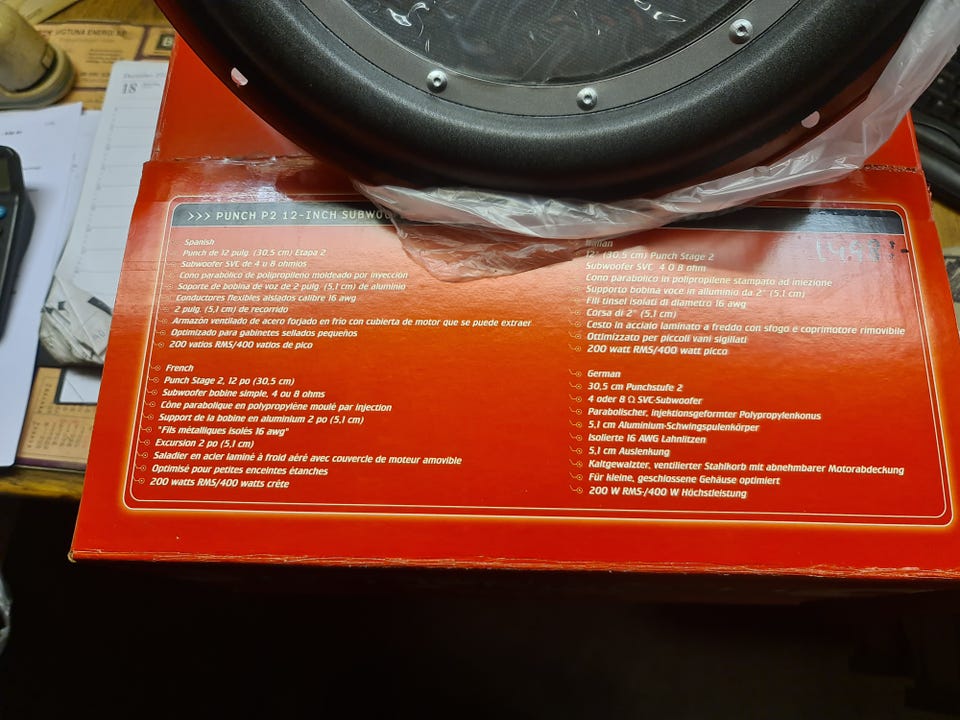 UGTUNA ENERGI AB
18
>>> PUNCH P2 12-INCH
Spanish
Punch de 12 pulg. (30,5 cm) Etapa 2
Subwoofer SVC de 4 u 8 ohmios
Cono parabólico de polipropileno moldeado por inyección
Soporte de bobina de voz de 2 pulg. (5,1 cm) de aluminio
Conductores flexibles aislados calibre 16 awg
2 pulg. (5,1 cm) de recorrido
Armazón ventilado de acero forjado en frío con cubierta de motor que se puede extraer
Optimizado para gabinetes sellados pequeños
200 vatios RMS/400 vatios de pico
French
Punch Stage 2, 12 po (30,5 cm)
Subwoofer bobine simple, 4 ou 8 ohms
Cône parabolique en polypropylène moulé par injection
Support de la bobine en aluminium 2 po (5,1 cm)
"Fils métalliques isolés 16 awg"
Excursion 2 po (5,1 cm)
Saladier en acier laminé à froid aéré avec couvercle de moteur amovible
Optimisé pour petites enceintes étanches
200 watts RMS/400 watts crête
Italian
12" (30,5 cm) Punch Stage 2
Subwoofer SVC 4 O 8 ohm
Cono parabolico in polipropilene stampato ad iniezione
Supporto bobina voce in alluminio da 2" (5,1 cm)
Fili tinsel isolati di diametro 16 awg
Corsa di 2" (5,1 cm)
Cesto in acciaio laminato a freddo con sfogo e coprimotore rimovibile
Ottimizzato per piccoli vani sigillati
200 watt RMS/400 watt picco
German
30,5 cm Punchstufe 2
4 oder 8 Ω SVC-Subwoofer
Parabolischer, injektionsgeformter Polypropylenkonus
5,1 cm Aluminium-Schwingspulenkörper
Isolierte 16 AWG Lahnlitzen
5,1 cm Auslenkung
Kaltgewalzter, ventilierter Stahlkorb mit abnehmbarer Motorabdeckung
Für kleine, geschlossene Gehäuse optimiert
200 W RMS-/400 W Höchstleistung